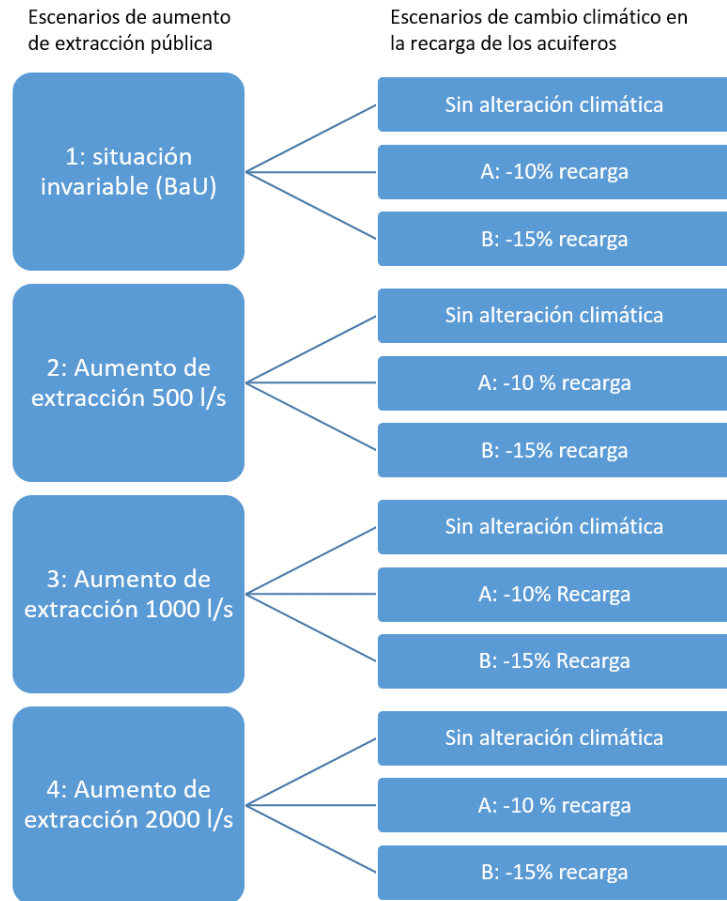 Escenarios de aumento
de extracción pública
Escenarios de cambio climático en
la recarga de los acuiferos
1: situación
invariable (BaU)
Sin alteración climática
A: -10% recarga
B: -15% recarga
2: Aumento de
extracción 500 l/s
Sin alteración climática
A: -10 % recarga
B: -15% recarga
3: Aumento de
extracción 1000 l/s
Sin alteración climática
A: -10% Recarga
B: -15% Recarga
4: Aumento de
extracción 2000 l/s
Sin alteración climática
A: -10 % recarga
B: -15% recarga